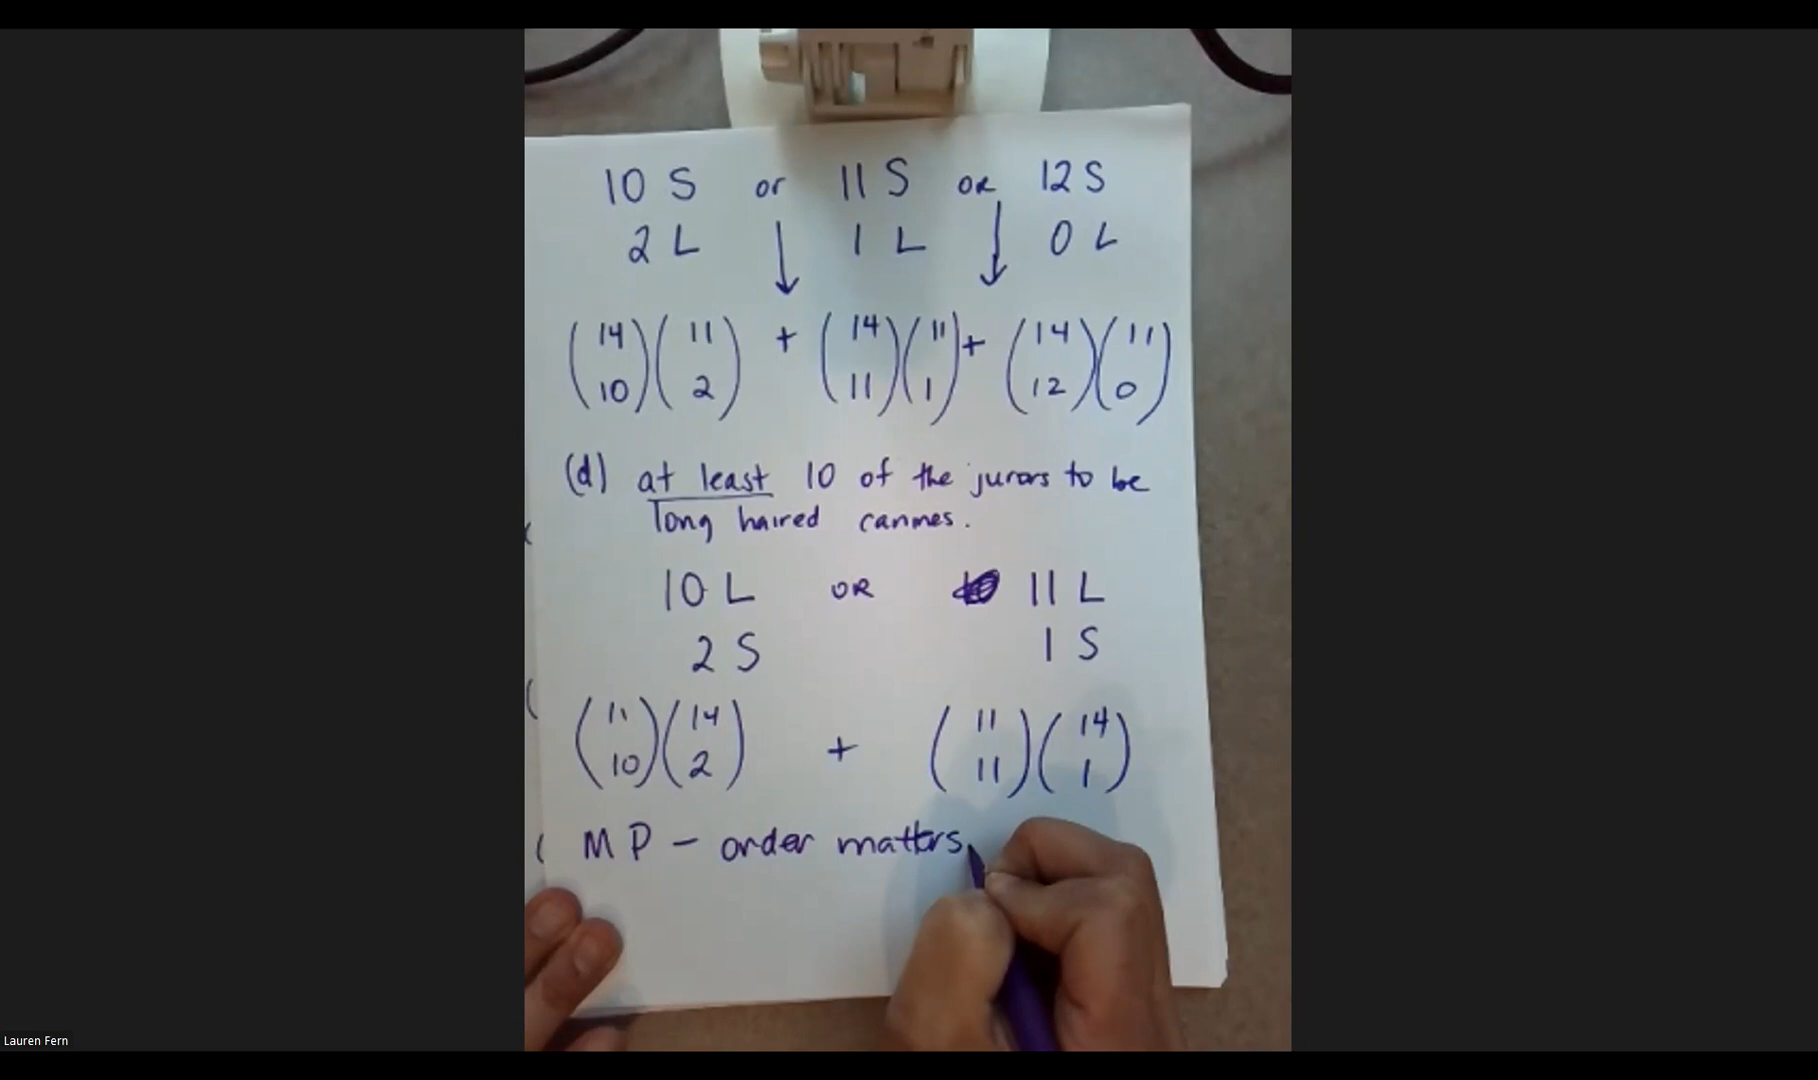 10 S or 11 S OR 12 S
2 L 1 L 0 L
(14 10)(11 2) + (14 11)(11 1) + (14 12)(11 0)
(d) at least 10 of the jurors to be
long haired canines.
10 L OR 11 L
2 S 1 S
(11 10)(14 2) + (11 11)(14 1)
MP - order matters
Lauren Fern